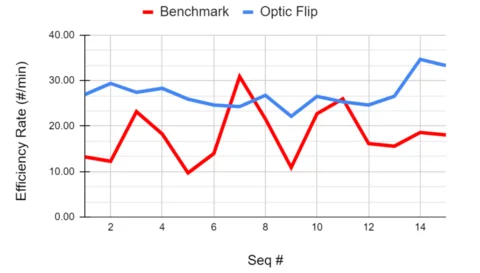 Benchmark Optic Flip
Efficiency Rate (#/min)
40.00
30.00
20.00
10.00
0.00
2 4 6 8 10 12 14
Seq #